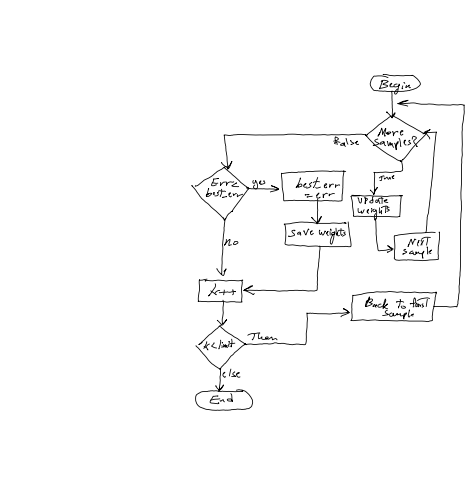 Begin
More
samples?
False
true
Err<
best_err
yes
best_err
= err
update
weights
save weights
no
Next
sample
k++
Back to first
sample
k<limit
Then
else
End